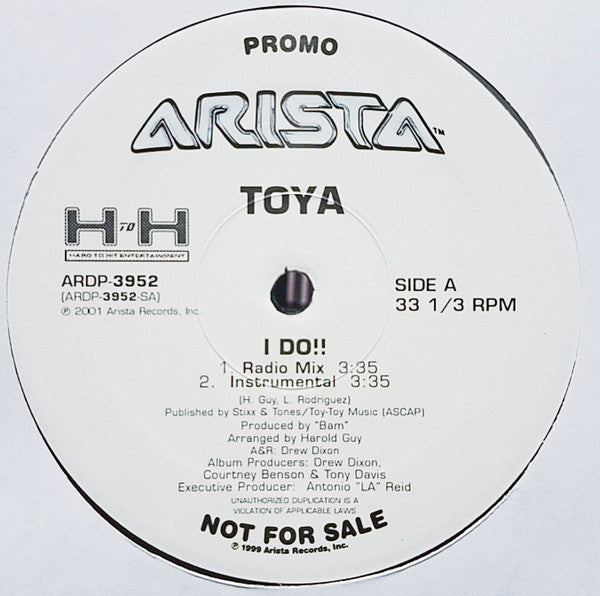 PROMO
ARISTA™
TOYA
H TO H
HARD TO HIT ENTERTAINMENT
ARDP-3952
(ARDP-3952-SA)
℗ 2001 Arista Records, Inc.
SIDE A
33 1/3 RPM
I DO!!
1. Radio Mix 3:35
2. Instrumental 3:35
(H. Guy, L. Rodriguez)
Published by Stixx & Tones/Toy-Toy Music (ASCAP)
Produced by "Bam"
Arranged by Harold Guy
A&R: Drew Dixon
Album Producers: Drew Dixon,
Courtney Benson & Tony Davis
Executive Producer: Antonio "LA" Reid
UNAUTHORIZED DUPLICATION IS A
VIOLATION OF APPLICABLE LAWS
NOT FOR SALE
℗ 1999 Arista Records, Inc.